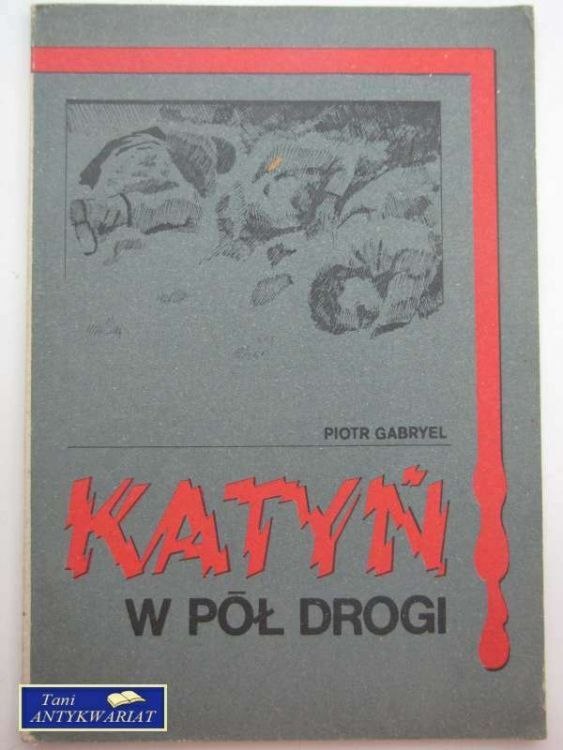 PIOTR GABRYEL
KATYŃ
W PÓŁ DROGI
Tani
ANTYKWARIAT